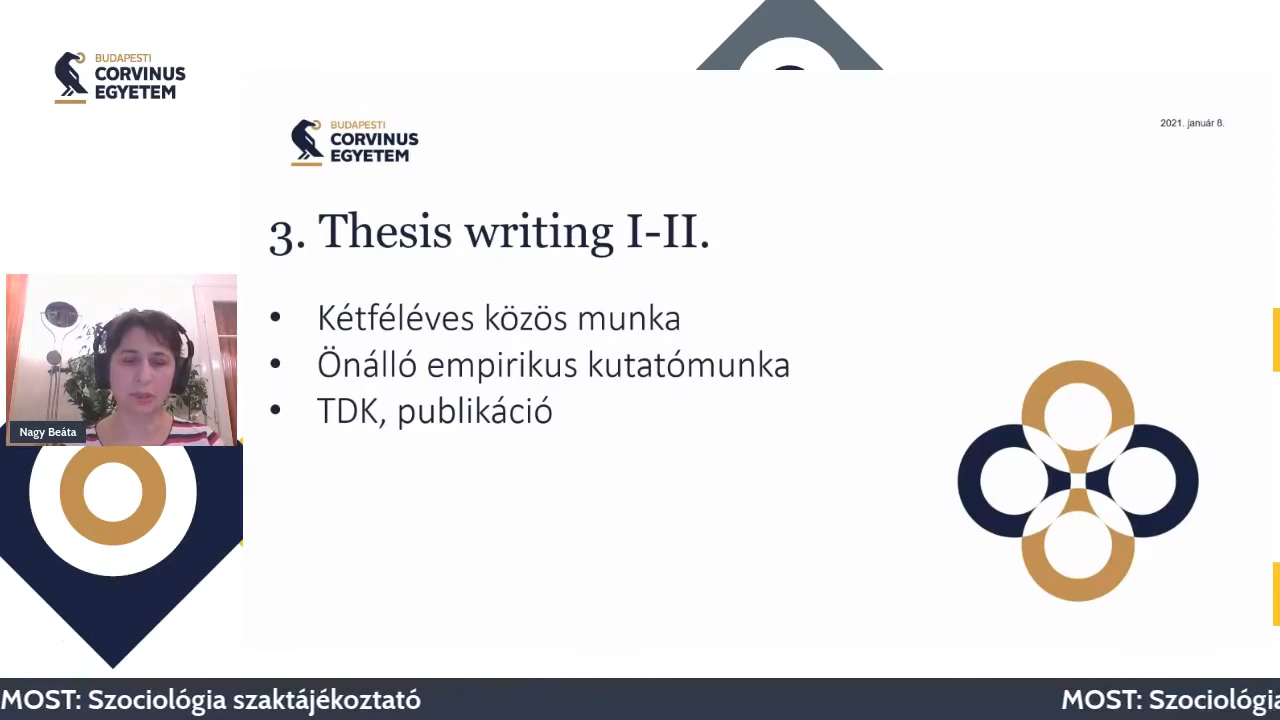 BUDAPESTI
CORVINUS
EGYETEM
BUDAPESTI
CORVINUS
EGYETEM
2021. január 8.
3. Thesis writing I-II.
• Kétféléves közös munka
• Önálló empirikus kutatómunka
• TDK, publikáció
Nagy Beáta
MOST: Szociológia szaktájékoztató
MOST: Szociológia